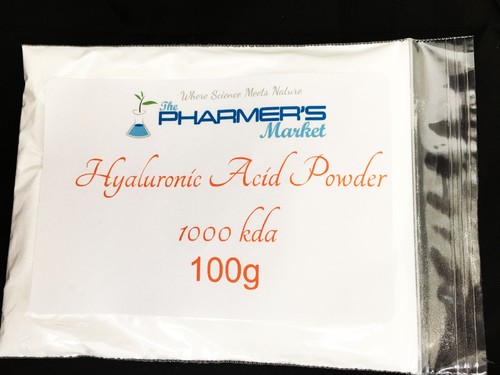 Where Science Meets Nature
The
PHARMER'S
Market
Hyaluronic Acid Powder
1000 kda
100g